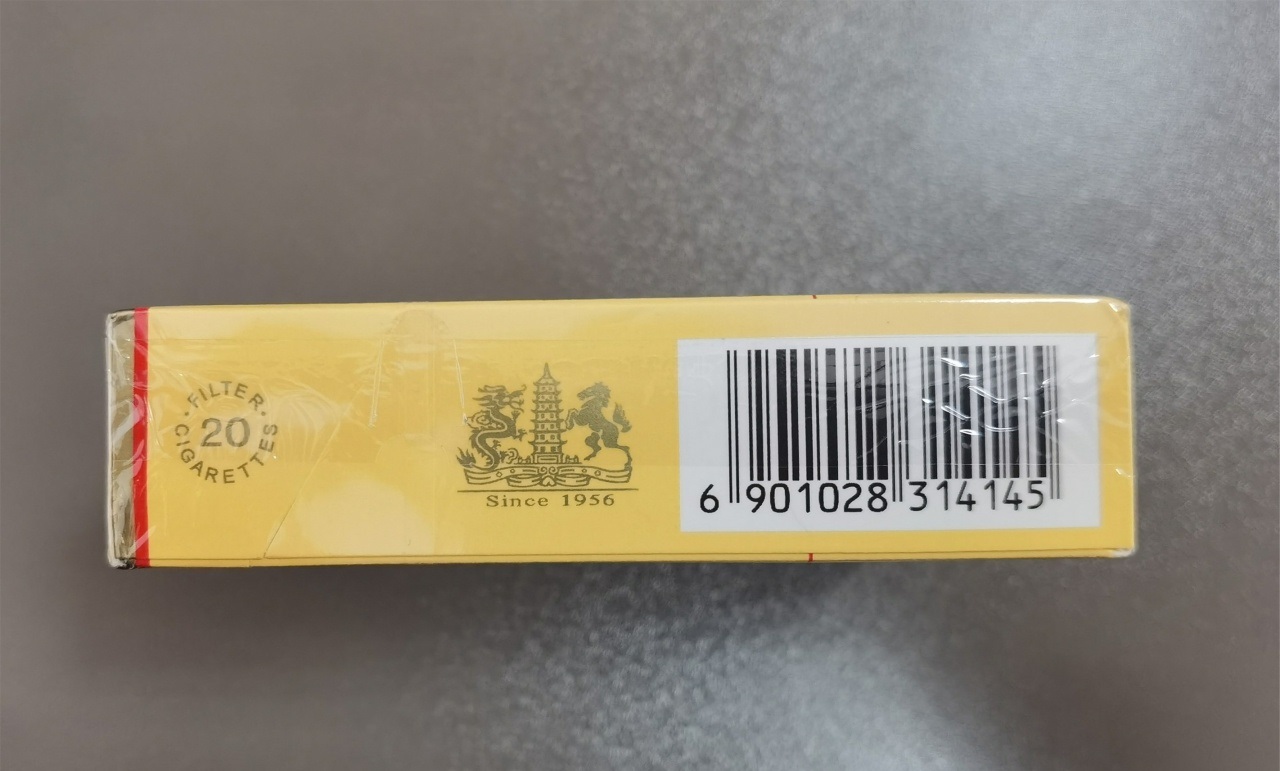 ·FILTER·
20
CIGARETTES
Since 1956
6 901028 314145